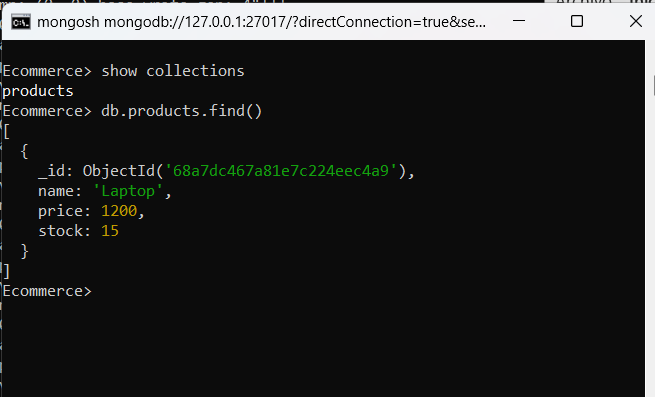 mongosh mongodb://127.0.0.1:27017/?directConnection=true&se...
Ecommerce> show collections
products
Ecommerce> db.products.find()
[
  {
    _id: ObjectId('68a7dc467a81e7c224eec4a9'),
    name: 'Laptop',
    price: 1200,
    stock: 15
  }
]
Ecommerce>